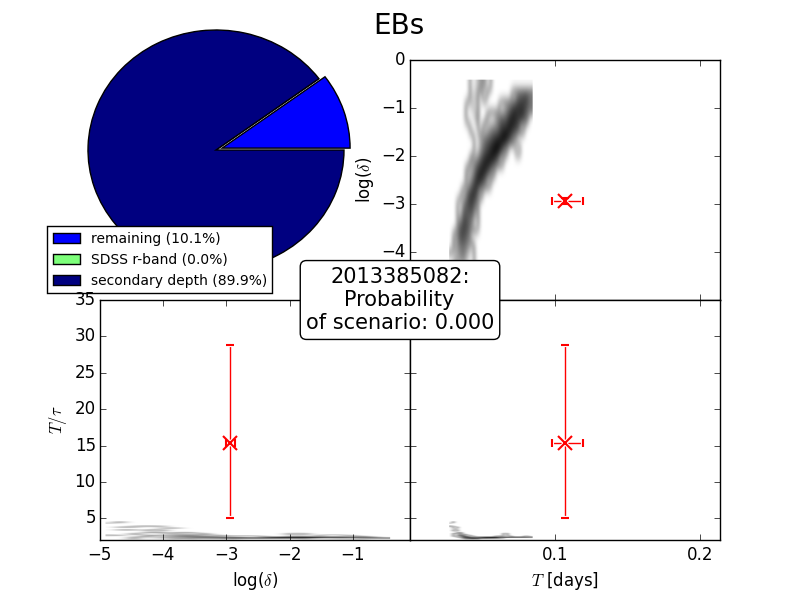 EBs
remaining (10.1%)
SDSS r-band (0.0%)
secondary depth (89.9%)
0
−1
−2
−3
−4
log(δ)
2013385082:
Probability
of scenario: 0.000
35
30
25
20
15
10
5
T/τ
−5 −4 −3 −2 −1
log(δ)
0.1 0.2
T [days]